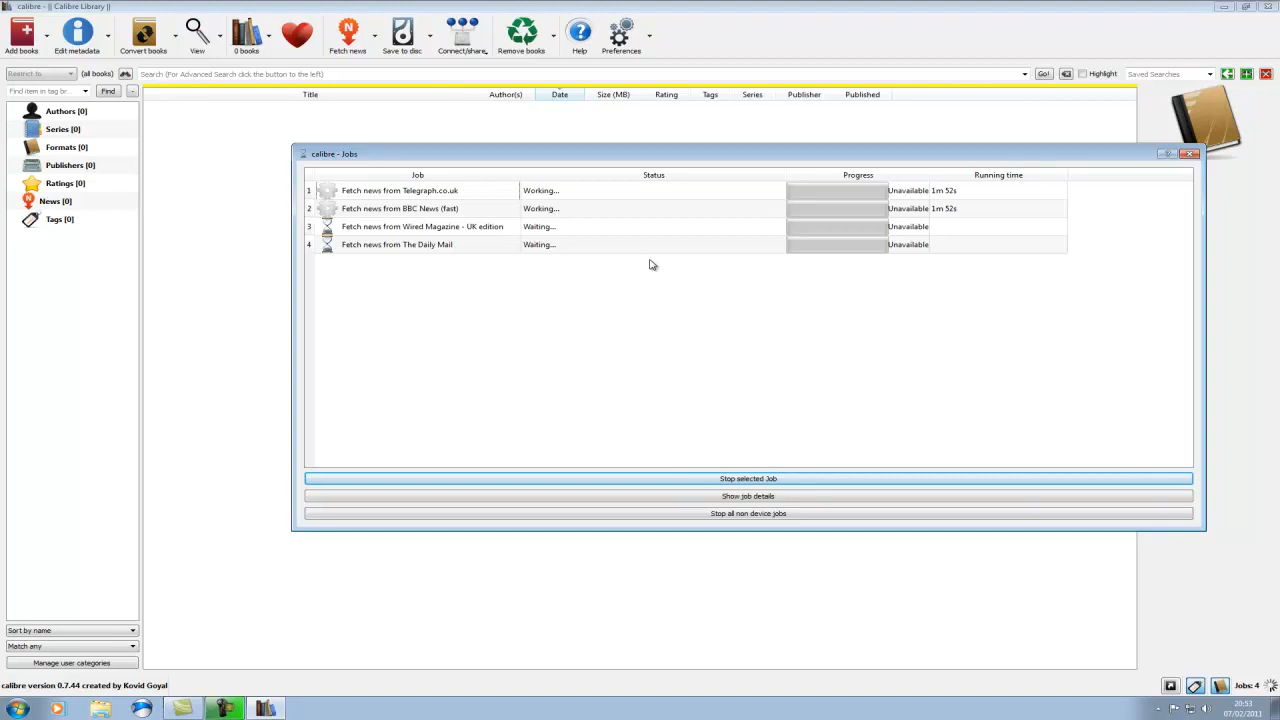 calibre - || Calibre Library ||
Add books
Edit metadata
Convert books
View
0 books
Fetch news
Save to disc
Connect/share
Remove books
Help
Preferences
Restrict to
(all books)
Search (For Advanced Search click the button to the left)
Go!
Highlight
Saved Searches
Find item in tag br...
Find
-
Title Author(s) Date Size (MB) Rating Tags Series Publisher Published
Authors [0]
Series [0]
Formats [0]
Publishers [0]
Ratings [0]
News [0]
Tags [0]
calibre - Jobs
Job Status Progress Running time
1 Fetch news from Telegraph.co.uk Working... Unavailable 1m 52s
2 Fetch news from BBC News (fast) Working... Unavailable 1m 52s
3 Fetch news from Wired Magazine - UK edition Waiting... Unavailable
4 Fetch news from The Daily Mail Waiting... Unavailable
Stop selected Job
Show job details
Stop all non device jobs
Sort by name
Match any
Manage user categories
calibre version 0.7.44 created by Kovid Goyal
Jobs: 4
20:53
07/02/2011